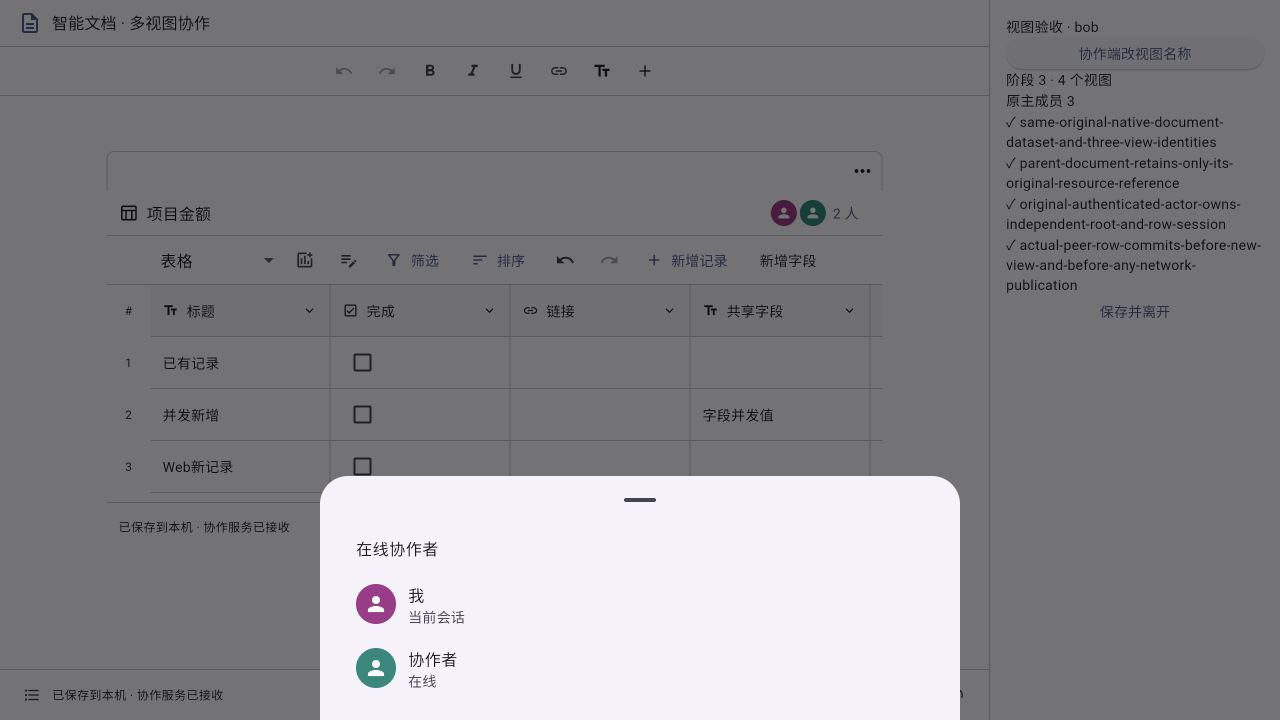 智能文档 · 多视图协作
项目金额
2 人
表格
筛选
排序
新增记录
新增字段
# 标题 完成 链接 共享字段
1 已有记录
2 并发新增 字段并发值
3 Web新记录
已保存到本机 · 协作服务已接收
已保存到本机 · 协作服务已接收
在线协作者
我
当前会话
协作者
在线
视图验收 · bob
协作端改视图名称
阶段 3 · 4 个视图
原主成员 3
✓ same-original-native-document-
dataset-and-three-view-identities
✓ parent-document-retains-only-its-
original-resource-reference
✓ original-authenticated-actor-owns-
independent-root-and-row-session
✓ actual-peer-row-commits-before-new-
view-and-before-any-network-
publication
保存并离开